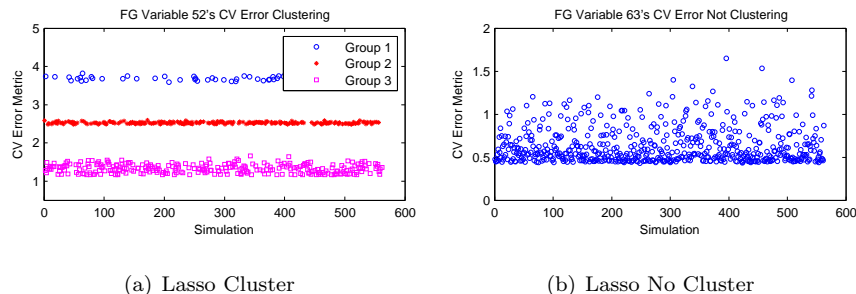 FG Variable 52's CV Error Clustering
5
4
3
2
1
CV Error Metric
0 100 200 300 400 500 600
Simulation
Group 1
Group 2
Group 3
(a) Lasso Cluster
FG Variable 63's CV Error Not Clustering
2
1.5
1
0.5
0
CV Error Metric
0 100 200 300 400 500 600
Simulation
(b) Lasso No Cluster